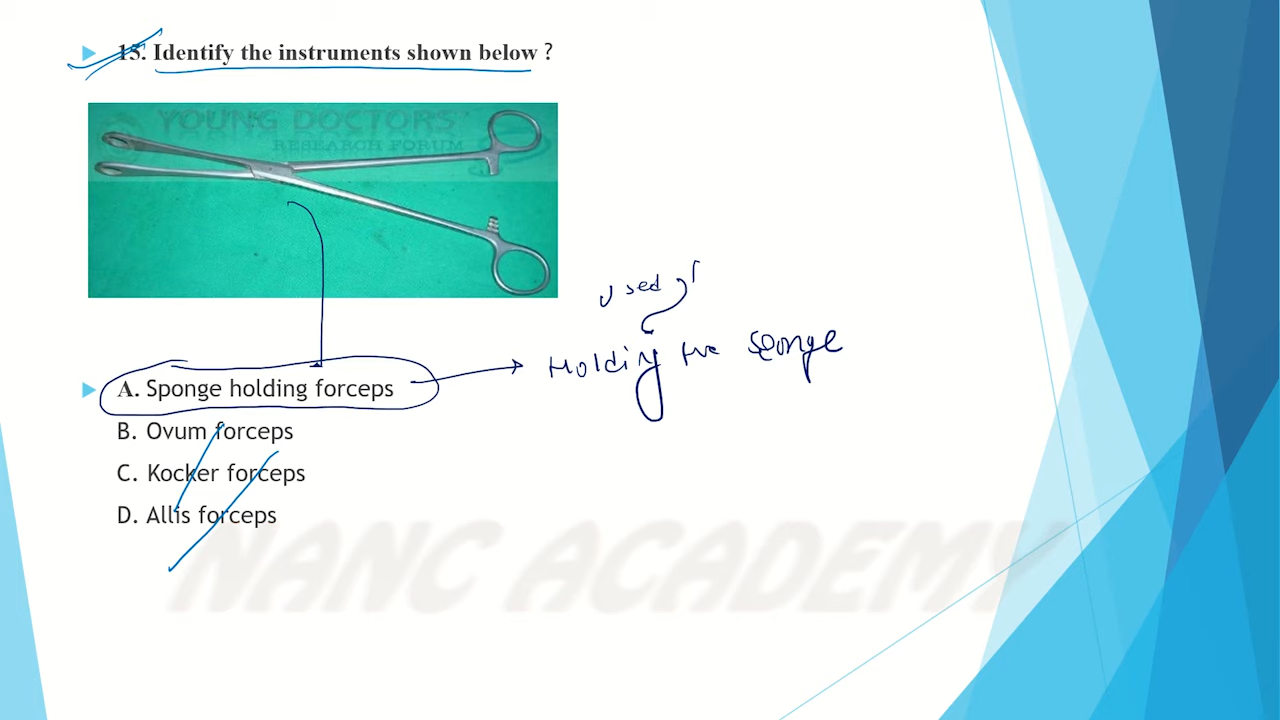 15. Identify the instruments shown below ?
YOUNG DOCTORS'
RESEARCH FORUM
used
Holding the sponge
A. Sponge holding forceps
B. Ovum forceps
C. Kocker forceps
D. Allis forceps
NANC ACADEMY